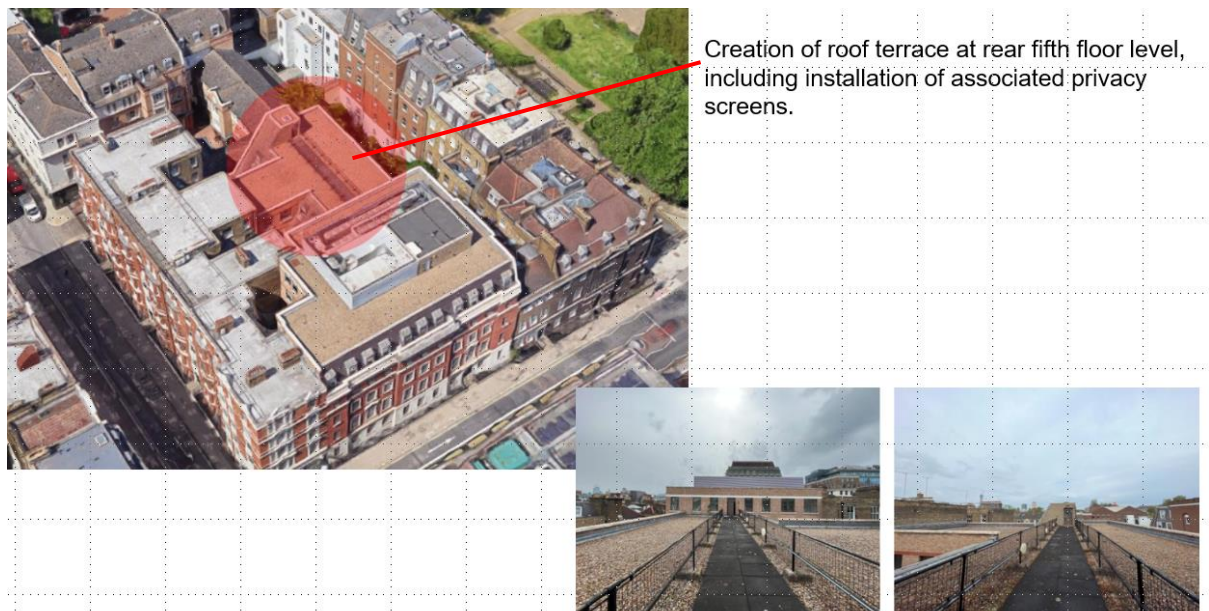 Creation of roof terrace at rear fifth floor level,
including installation of associated privacy
screens.